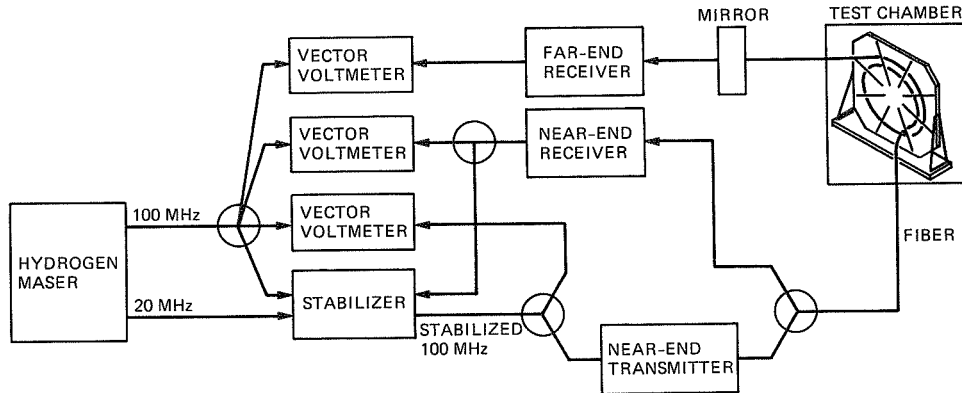 MIRROR
TEST CHAMBER
VECTOR
VOLTMETER
FAR-END
RECEIVER
VECTOR
VOLTMETER
NEAR-END
RECEIVER
100 MHz
VECTOR
VOLTMETER
FIBER
HYDROGEN
MASER
20 MHz
STABILIZER
STABILIZED
100 MHz
NEAR-END
TRANSMITTER